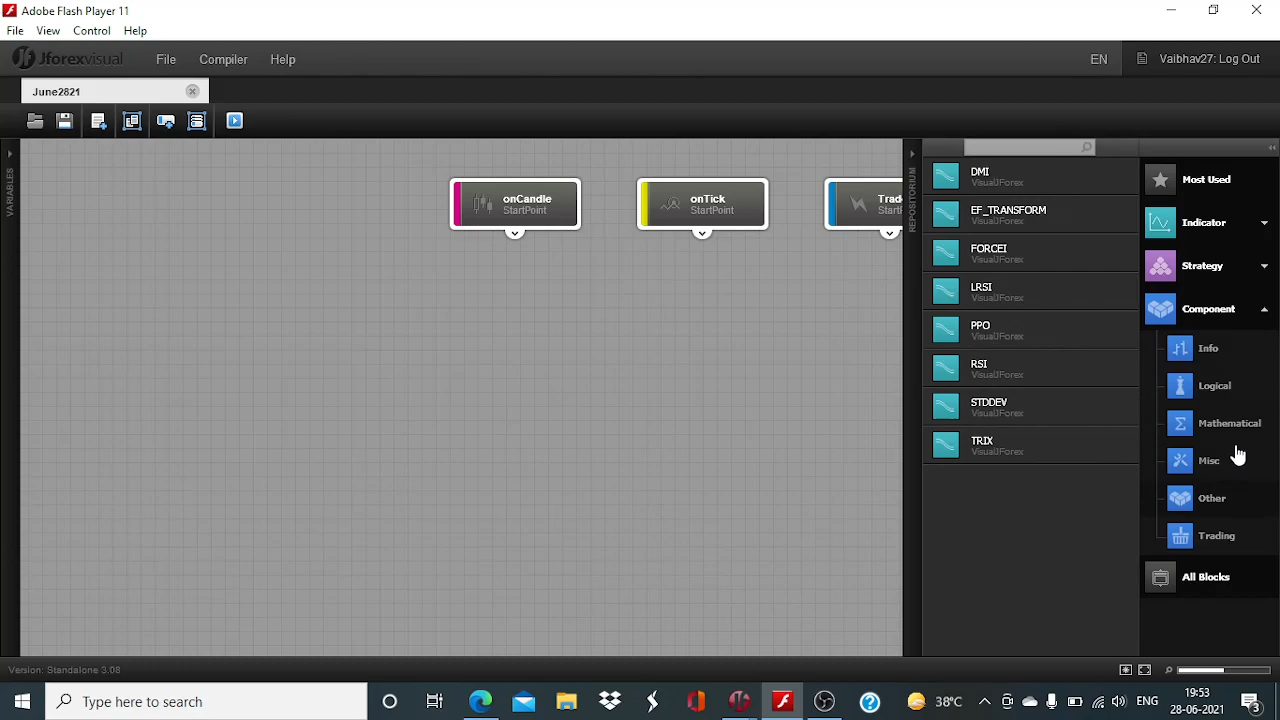 Adobe Flash Player 11
File View Control Help
Jforexvisual File Compiler Help EN Vaibhav27: Log Out
June2821
VARIABLES
onCandle
StartPoint
onTick
StartPoint
REPOSITORIUM
DMI
VisualJForex
EF_TRANSFORM
VisualJForex
FORCEI
VisualJForex
LRSI
VisualJForex
PPO
VisualJForex
RSI
VisualJForex
STDDEV
VisualJForex
TRIX
VisualJForex
Most Used
Indicator
Strategy
Component
Info
Logical
Mathematical
Misc
Other
Trading
All Blocks
Version: Standalone 3.08
Type here to search
38°C
ENG
19:53
28-06-2021
3